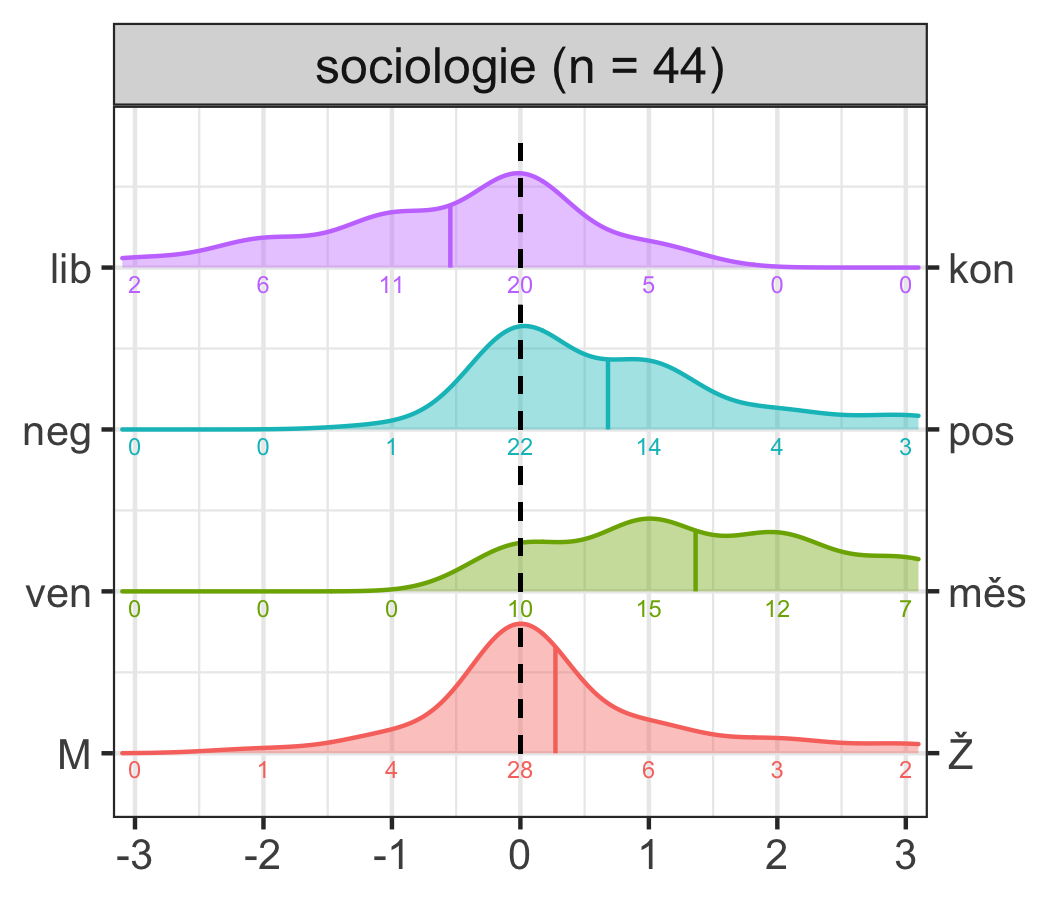 sociologie (n = 44)
lib kon
2 6 11 20 5 0 0
neg pos
0 0 1 22 14 4 3
ven měs
0 0 0 10 15 12 7
M Ž
0 1 4 28 6 3 2
-3 -2 -1 0 1 2 3